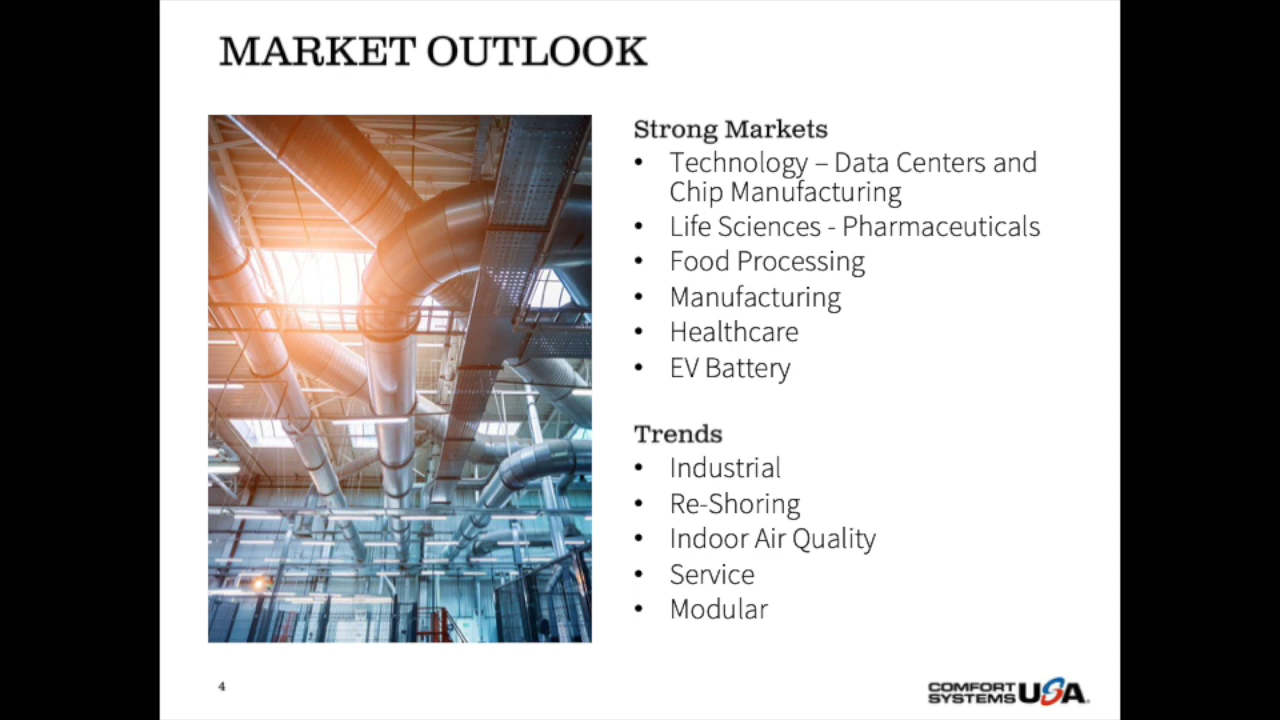 MARKET OUTLOOK
Strong Markets
• Technology – Data Centers and
Chip Manufacturing
• Life Sciences - Pharmaceuticals
• Food Processing
• Manufacturing
• Healthcare
• EV Battery
Trends
• Industrial
• Re-Shoring
• Indoor Air Quality
• Service
• Modular
4
COMFORT
SYSTEMS USA